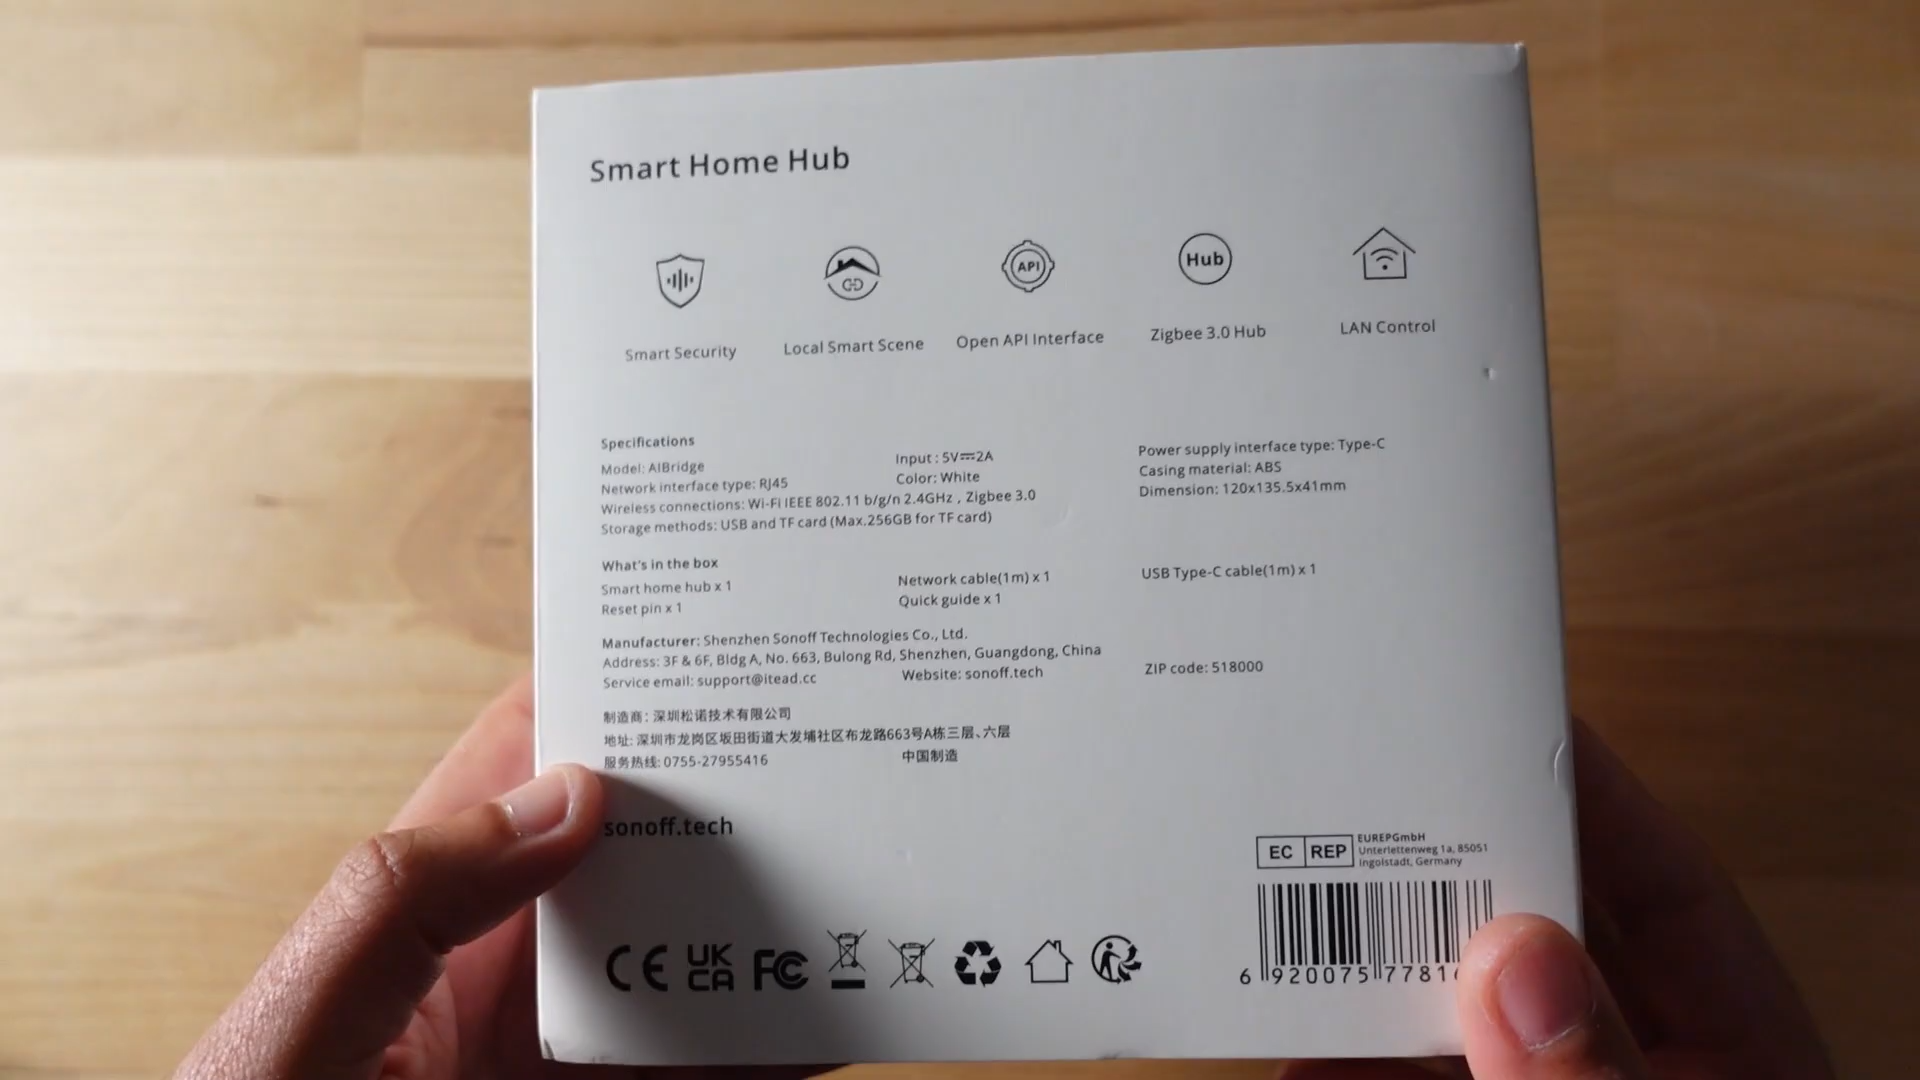 Smart Home Hub
API
Hub
Smart Security
Local Smart Scene
Open API Interface
Zigbee 3.0 Hub
LAN Control
Specifications
Model: AIBridge
Input : 5V⎓2A
Power supply interface type: Type-C
Network interface type: RJ45
Color: White
Casing material: ABS
Wireless connections: Wi-Fi IEEE 802.11 b/g/n 2.4GHz , Zigbee 3.0
Dimension: 120x135.5x41mm
Storage methods: USB and TF card (Max.256GB for TF card)
What's in the box
Smart home hub x 1
Network cable(1m) x 1
USB Type-C cable(1m) x 1
Reset pin x 1
Quick guide x 1
Manufacturer: Shenzhen Sonoff Technologies Co., Ltd.
Address: 3F & 6F, Bldg A, No. 663, Bulong Rd, Shenzhen, Guangdong, China
ZIP code: 518000
Service email: support@itead.cc
Website: sonoff.tech
制造商: 深圳松诺技术有限公司
地址: 深圳市龙岗区坂田街道大发埔社区布龙路663号A栋三层、六层
服务热线: 0755-27955416
中国制造
sonoff.tech
EC REP
EUREPGmbH
Unterlettenweg 1a, 85051
Ingolstadt, Germany
CE UK CA FC
6 920075 7781